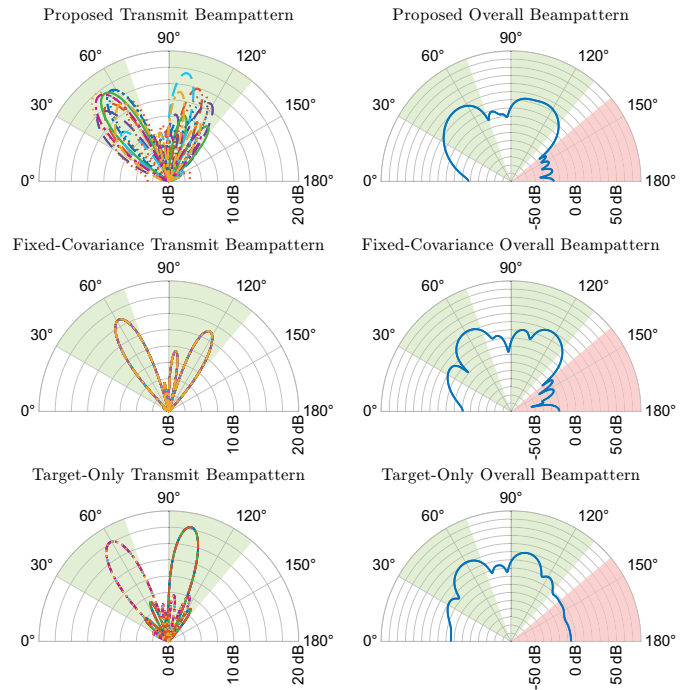 Proposed Transmit Beampattern
90°
60°
30°
0°
0 dB
10 dB
20 dB
Proposed Overall Beampattern
90°
60°
120°
30°
150°
0°
180°
-50 dB
0 dB
50 dB
120°
150°
180°
Fixed-Covariance Transmit Beampattern
90°
60°
120°
30°
150°
0°
180°
0 dB
10 dB
20 dB
Fixed-Covariance Overall Beampattern
90°
60°
120°
30°
150°
0°
180°
-50 dB
0 dB
50 dB
Target-Only Transmit Beampattern
90°
60°
120°
30°
150°
0°
180°
0 dB
10 dB
20 dB
Target-Only Overall Beampattern
90°
60°
120°
30°
150°
0°
180°
-50 dB
0 dB
50 dB